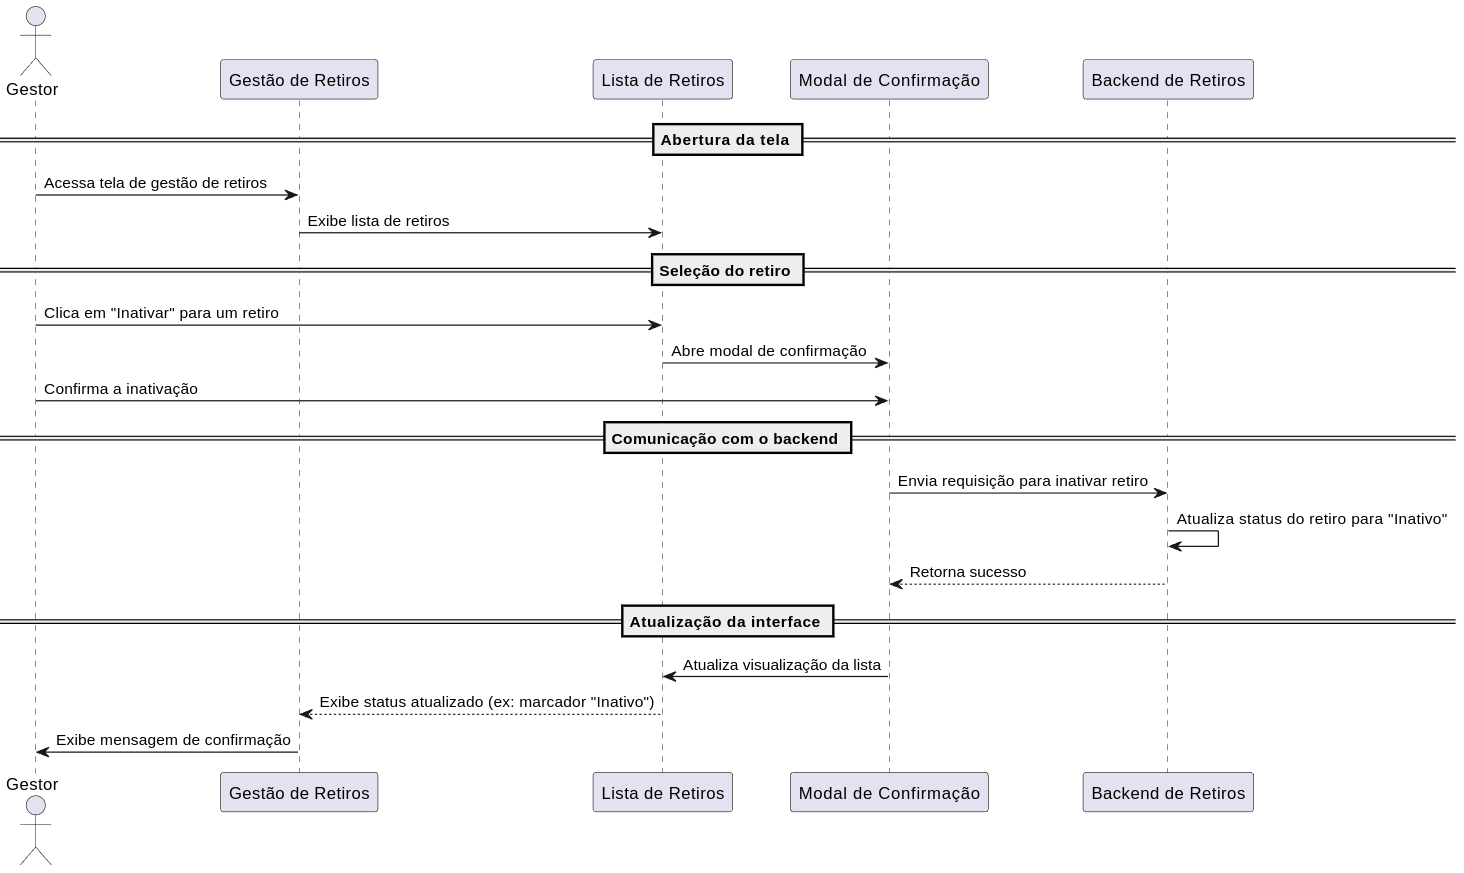 Gestor
Gestão de Retiros
Lista de Retiros
Modal de Confirmação
Backend de Retiros
Abertura da tela
Acessa tela de gestão de retiros
Exibe lista de retiros
Seleção do retiro
Clica em "Inativar" para um retiro
Abre modal de confirmação
Confirma a inativação
Comunicação com o backend
Envia requisição para inativar retiro
Atualiza status do retiro para "Inativo"
Retorna sucesso
Atualização da interface
Atualiza visualização da lista
Exibe status atualizado (ex: marcador "Inativo")
Exibe mensagem de confirmação
Gestor
Gestão de Retiros
Lista de Retiros
Modal de Confirmação
Backend de Retiros